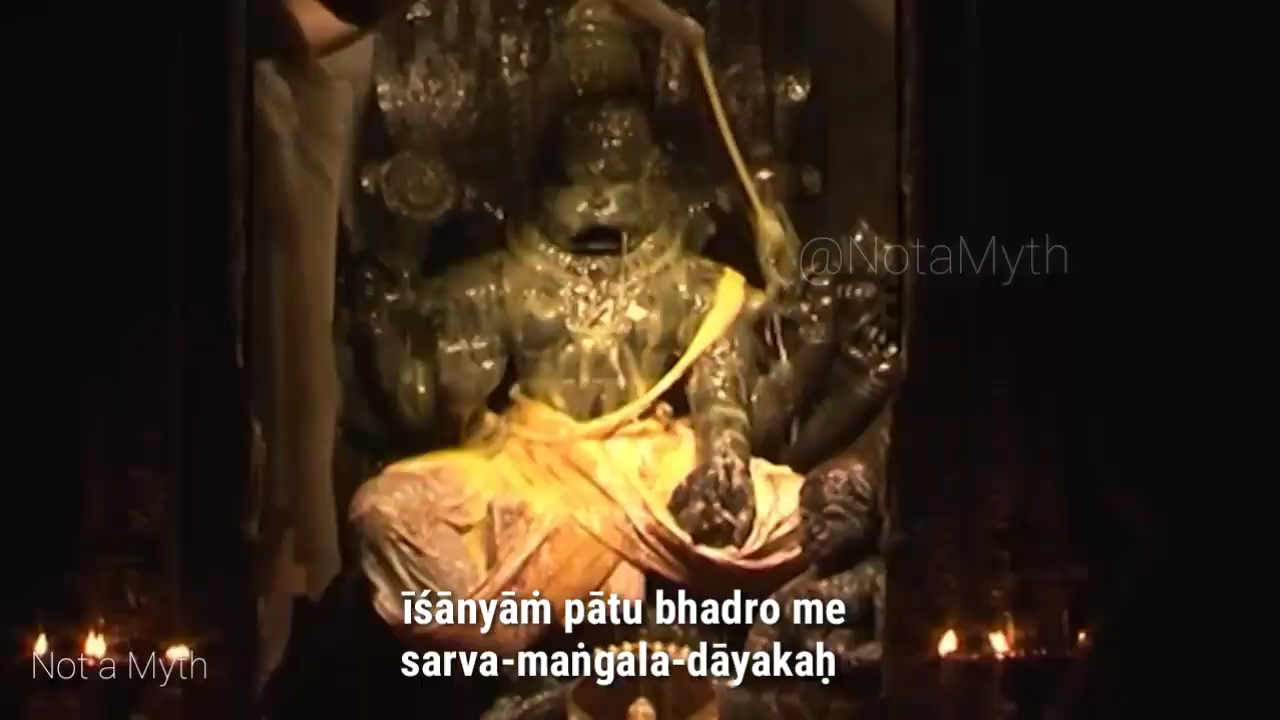 @NotaMyth
īśānyāṁ pātu bhadro me
sarva-maṅgala-dāyakaḥ
Not a Myth